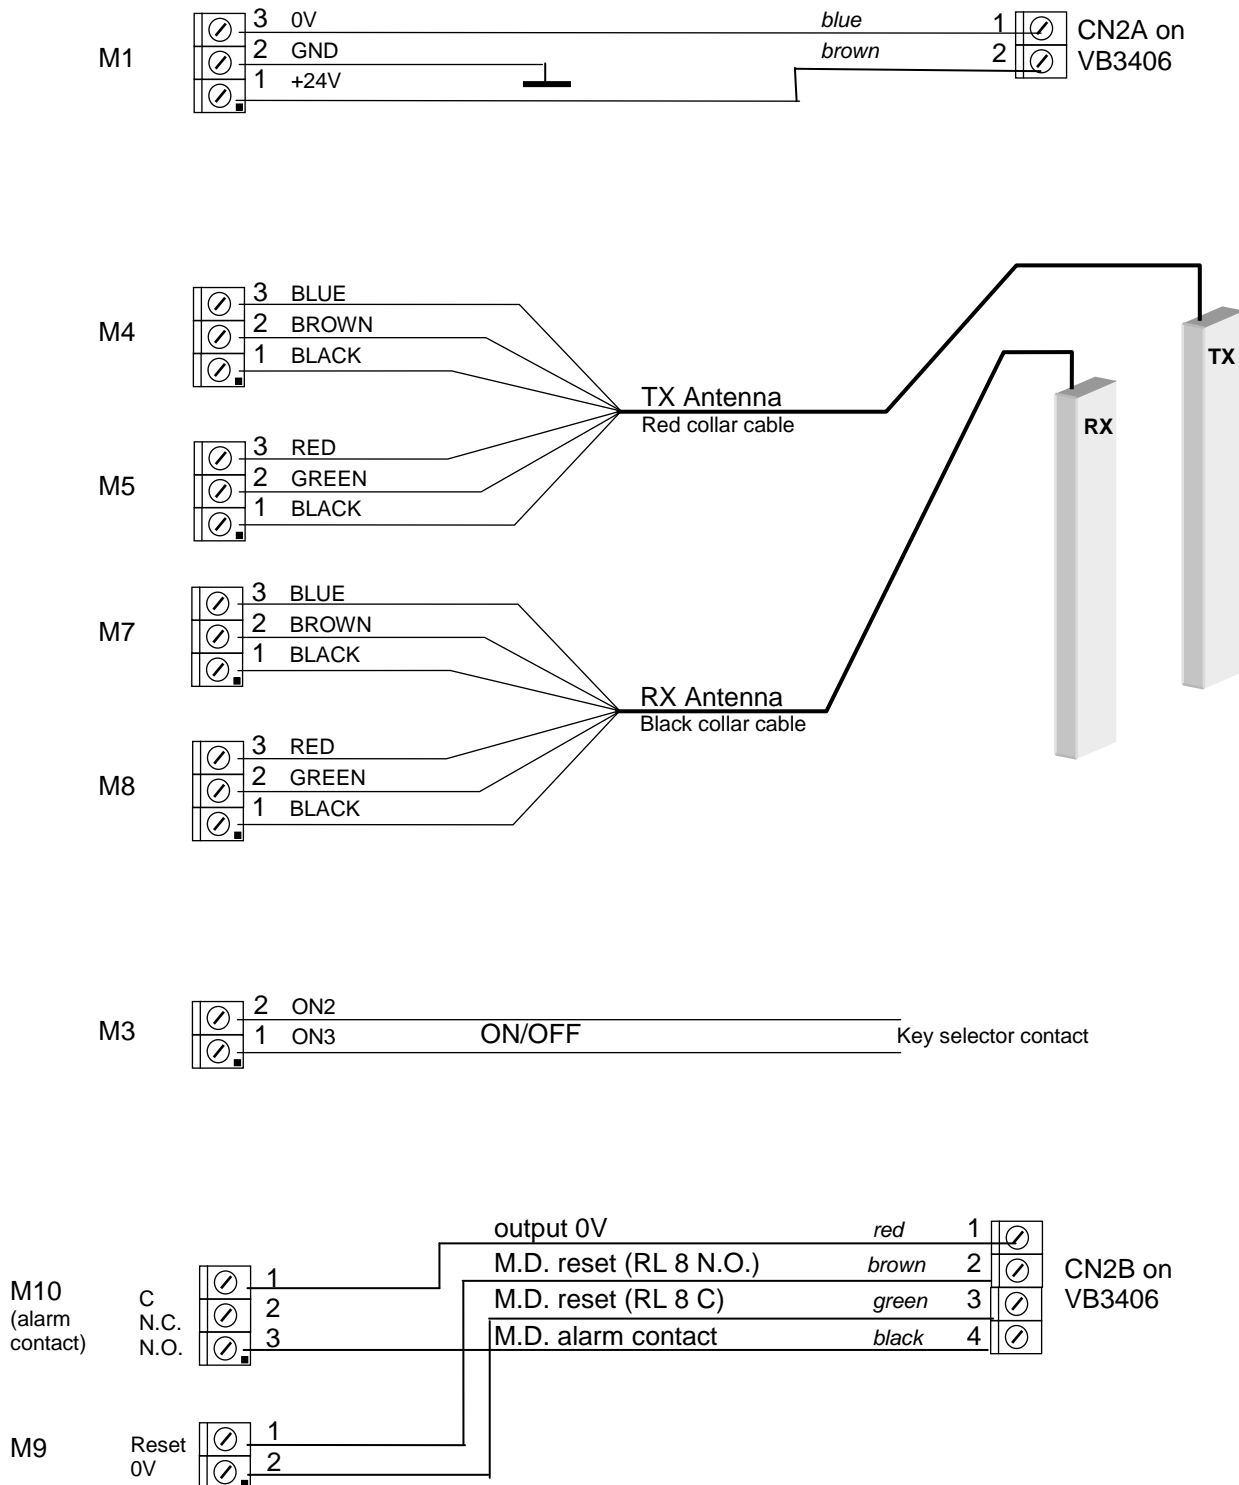 3 0V blue 1 CN2A on
M1 2 GND brown 2 VB3406
1 +24V
3 BLUE
M4 2 BROWN
1 BLACK
TX
TX Antenna
Red collar cable
RX
3 RED
M5 2 GREEN
1 BLACK
3 BLUE
M7 2 BROWN
1 BLACK
RX Antenna
Black collar cable
3 RED
M8 2 GREEN
1 BLACK
2 ON2
M3 1 ON3 ON/OFF Key selector contact
output 0V red 1
M.D. reset (RL 8 N.O.) brown 2 CN2B on
M.D. reset (RL 8 C) green 3 VB3406
M.D. alarm contact black 4
M10 C 1
(alarm N.C. 2
contact) N.O. 3
M9 Reset 1
0V 2